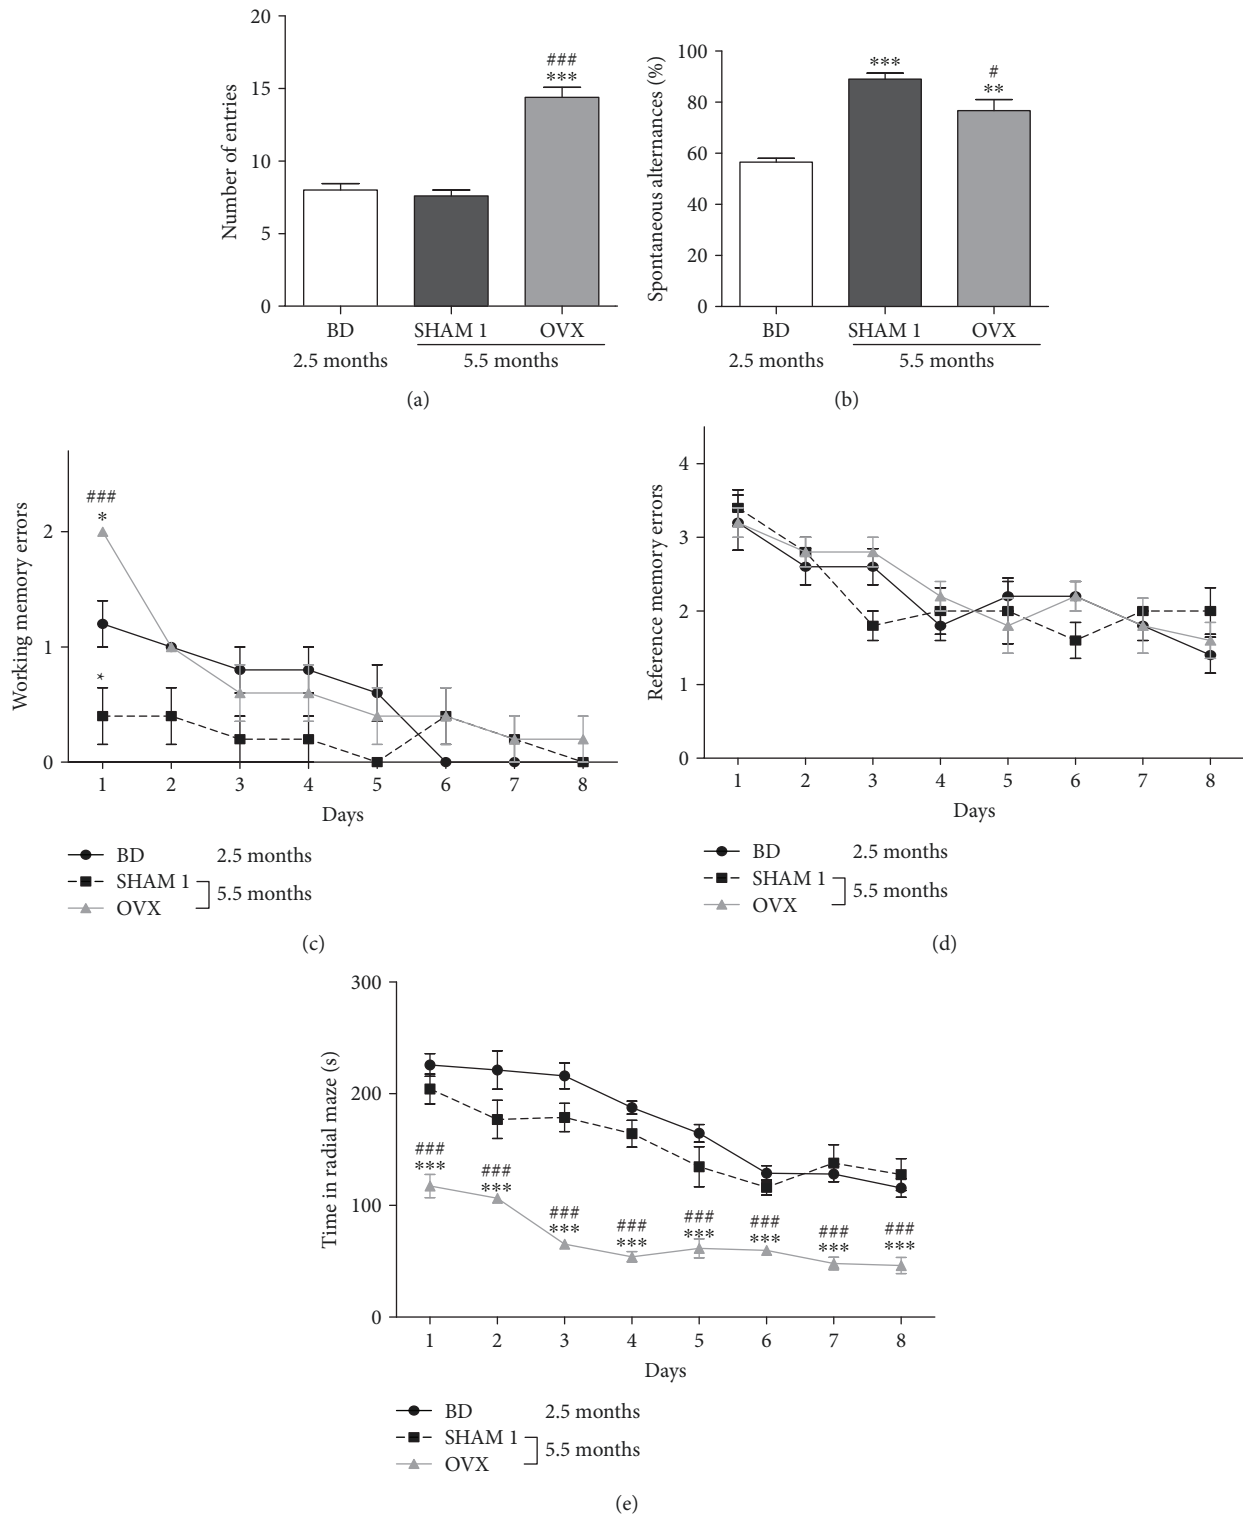 20
15
10
5
0
Number of entries
###
***
BD
SHAM 1
OVX
2.5 months
5.5 months
(a)
100
80
60
40
20
0
Spontaneous alternances (%)
***
#
**
BD
SHAM 1
OVX
2.5 months
5.5 months
(b)
2
1
0
Working memory errors
###
*
*
1 2 3 4 5 6 7 8
Days
BD 2.5 months
SHAM 1
5.5 months
OVX
(c)
4
3
2
1
0
Reference memory errors
1 2 3 4 5 6 7 8
Days
BD 2.5 months
SHAM 1
5.5 months
OVX
(d)
300
200
100
0
Time in radial maze (s)
###
***
###
***
###
***
###
***
###
***
###
***
###
***
###
***
1 2 3 4 5 6 7 8
Days
BD 2.5 months
SHAM 1
5.5 months
OVX
(e)